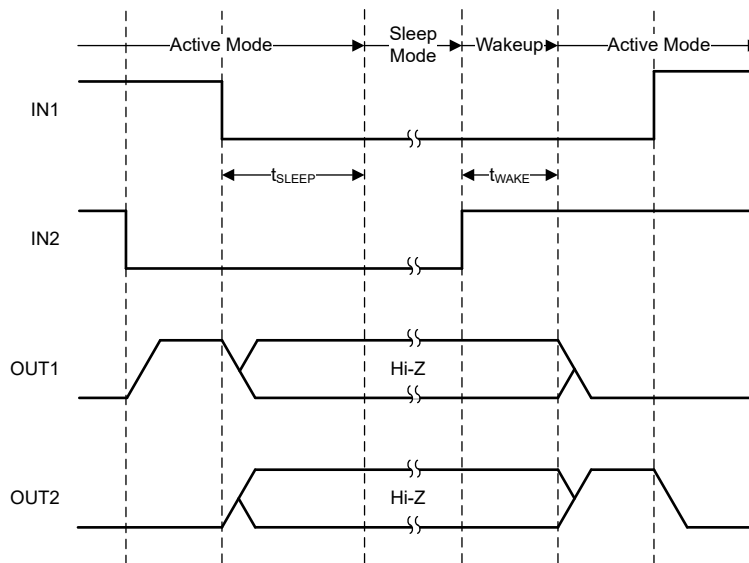 Active Mode
Sleep
Mode
Wakeup
Active Mode
IN1
tSLEEP
tWAKE
IN2
OUT1
Hi-Z
OUT2
Hi-Z